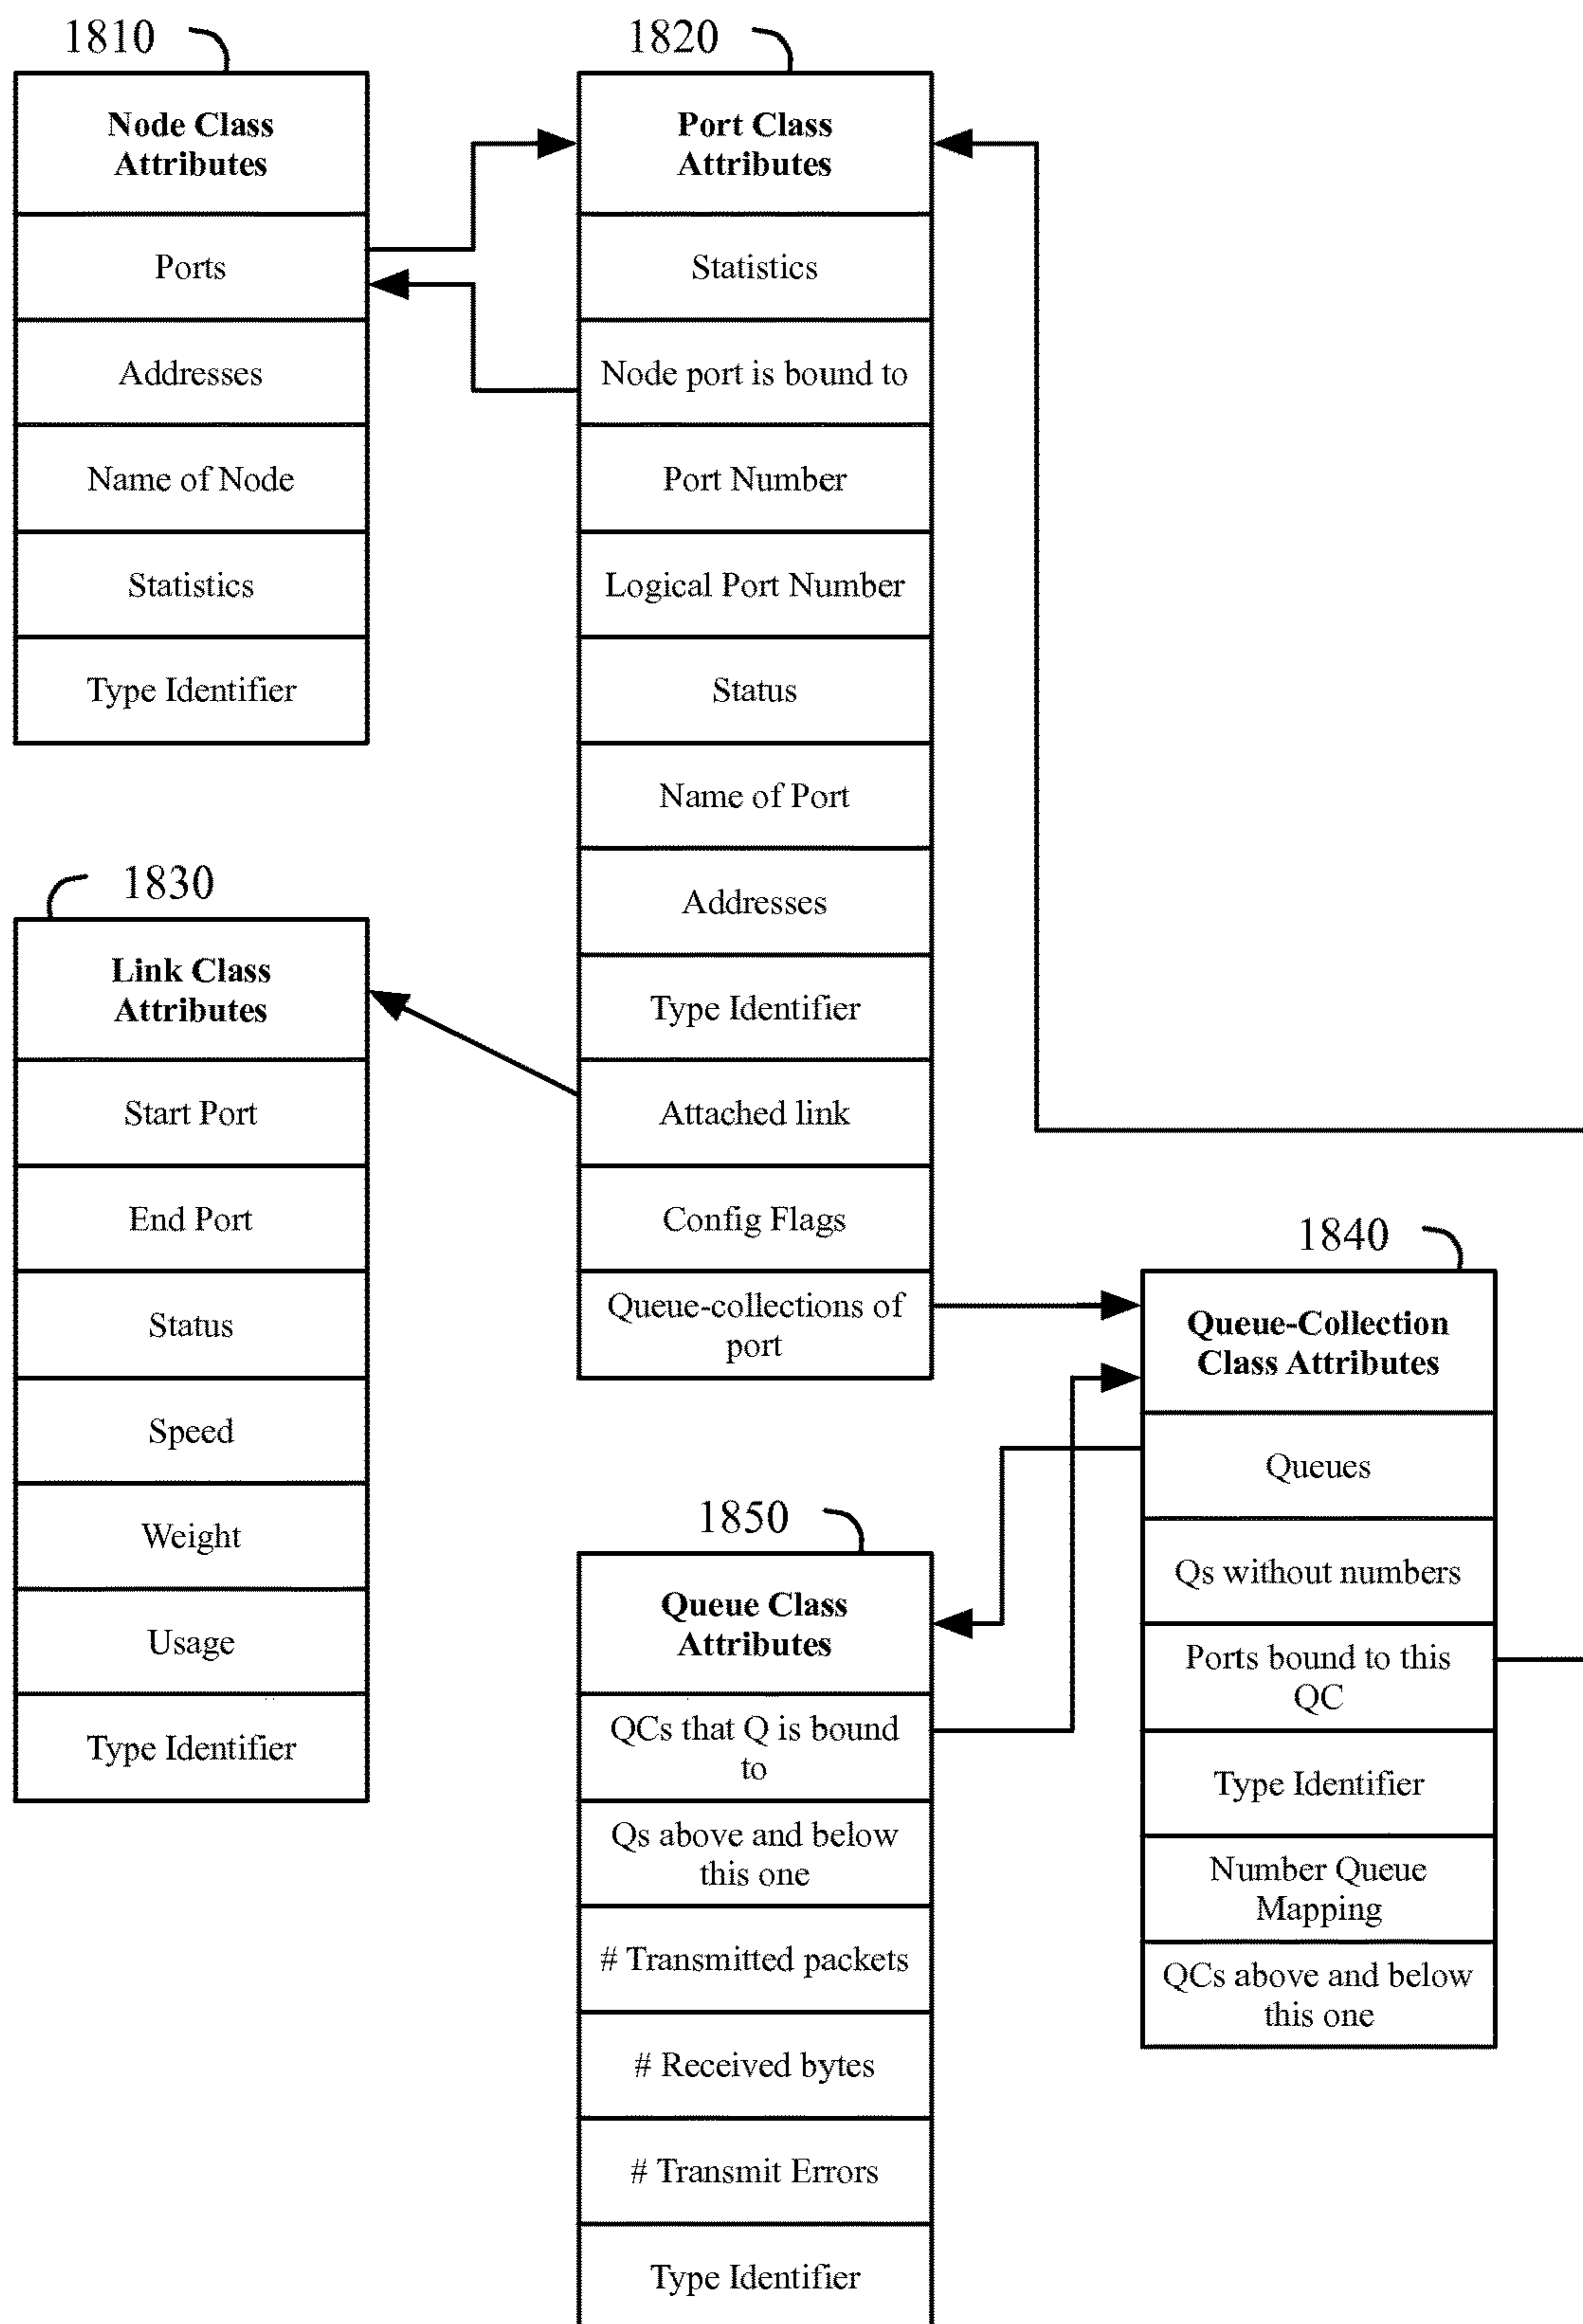 1810
Node Class
Attributes
Ports
Addresses
Name of Node
Statistics
Type Identifier
1820
Port Class
Attributes
Statistics
Node port is bound to
Port Number
Logical Port Number
Status
Name of Port
Addresses
Type Identifier
Attached link
Config Flags
Queue-collections of
port
1830
Link Class
Attributes
Start Port
End Port
Status
Speed
Weight
Usage
Type Identifier
1840
Queue-Collection
Class Attributes
Queues
Qs without numbers
Ports bound to this
QC
Type Identifier
Number Queue
Mapping
QCs above and below
this one
1850
Queue Class
Attributes
QCs that Q is bound
to
Qs above and below
this one
# Transmitted packets
# Received bytes
# Transmit Errors
Type Identifier